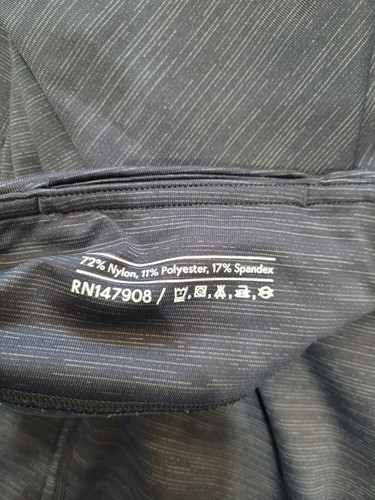 72% Nylon, 11% Polyester, 17% Spandex
RN147908 /